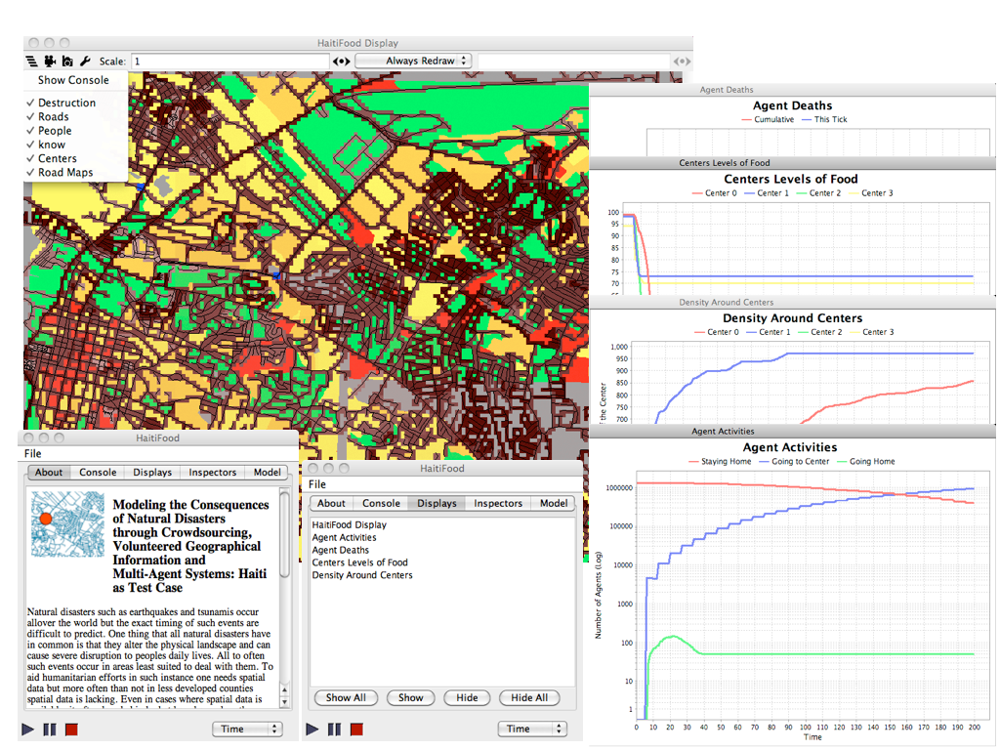 HaitiFood Display
Scale: 1 Always Redraw
Show Console
✓ Destruction
✓ Roads
✓ People
✓ know
✓ Centers
✓ Road Maps
Agent Deaths
Agent Deaths
Cumulative This Tick
Centers Levels of Food
Centers Levels of Food
Center 0 Center 1 Center 2 Center 3
100
95
90
85
80
75
70
65
Density Around Centers
Density Around Centers
Center 0 Center 1 Center 2 Center 3
1,000
950
900
850
800
750
700
the Center
Agent Activities
Agent Activities
Staying Home Going to Center Going Home
1000000
100000
10000
1000
100
10
1
Number of Agents (Log)
0 10 20 30 40 50 60 70 80 90 100 110 120 130 140 150 160 170 180 190 200
Time
HaitiFood
File
About Console Displays Inspectors Model
Modeling the Consequences
of Natural Disasters
through Crowdsourcing,
Volunteered Geographical
Information and
Multi-Agent Systems: Haiti
as Test Case
Natural disasters such as earthquakes and tsunamis occur
allover the world but the exact timing of such events are
difficult to predict. One thing that all natural disasters have
in common is that they alter the physical landscape and can
cause severe disruption to peoples daily lives. All to often
such events occur in areas least suited to deal with them. To
aid humanitarian efforts in such instance one needs spatial
data but more often than not in less developed counties
spatial data is lacking. Even in cases where spatial data is
Time
HaitiFood
File
About Console Displays Inspectors Model
HaitiFood Display
Agent Activities
Agent Deaths
Centers Levels of Food
Density Around Centers
Show All Show Hide Hide All
Time